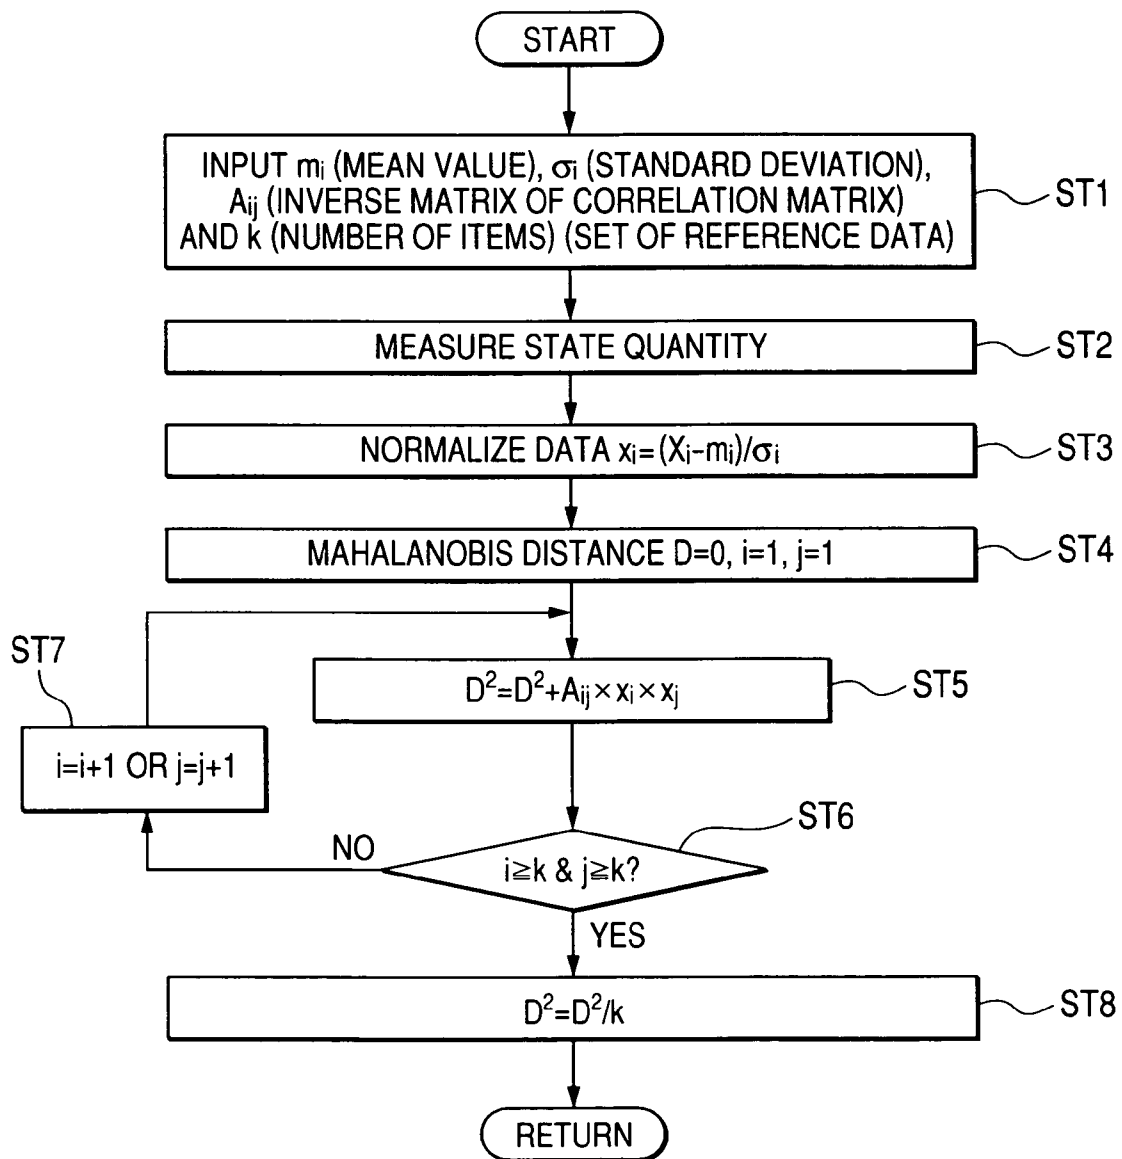 START
INPUT mᵢ (MEAN VALUE), σᵢ (STANDARD DEVIATION),
Aᵢⱼ (INVERSE MATRIX OF CORRELATION MATRIX)
AND k (NUMBER OF ITEMS) (SET OF REFERENCE DATA)
ST1
MEASURE STATE QUANTITY
ST2
NORMALIZE DATA xᵢ=(Xᵢ-mᵢ)/σᵢ
ST3
MAHALANOBIS DISTANCE D=0, i=1, j=1
ST4
ST7
D²=D²+Aᵢⱼ×xᵢ×xⱼ
ST5
i=i+1 OR j=j+1
ST6
NO
i≧k & j≧k?
YES
D²=D²/k
ST8
RETURN